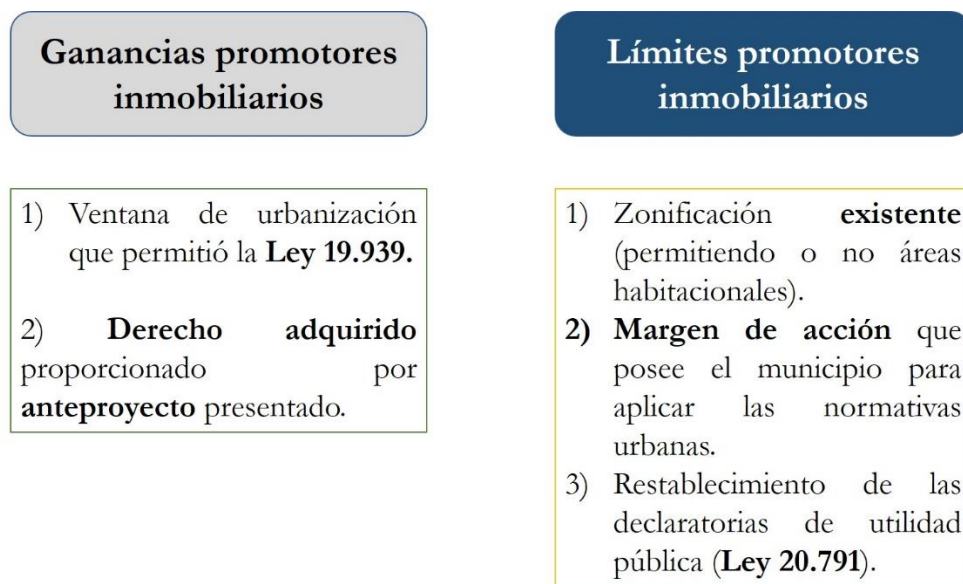 Ganancias promotores
inmobiliarios
1) Ventana de urbanización
que permitió la Ley 19.939.
2) Derecho adquirido
proporcionado por
anteproyecto presentado.
Límites promotores
inmobiliarios
1) Zonificación existente
(permitiendo o no áreas
habitacionales).
2) Margen de acción que
posee el municipio para
aplicar las normativas
urbanas.
3) Restablecimiento de las
declaratorias de utilidad
pública (Ley 20.791).